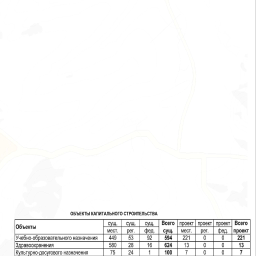 ОБЪЕКТЫ КАПИТАЛЬНОГО СТРОИТЕЛЬСТВА
Объекты сущ. мест. сущ. рег. сущ. фед. Всего сущ. проект мест. проект рег. проект фед. Всего проект
Учебно-образовательного назначения 449 53 92 594 221 0 0 221
Здравоохранения 580 28 16 624 13 0 0 13
Культурно-досугового назначения 75 24 1 100 7 0 0 7